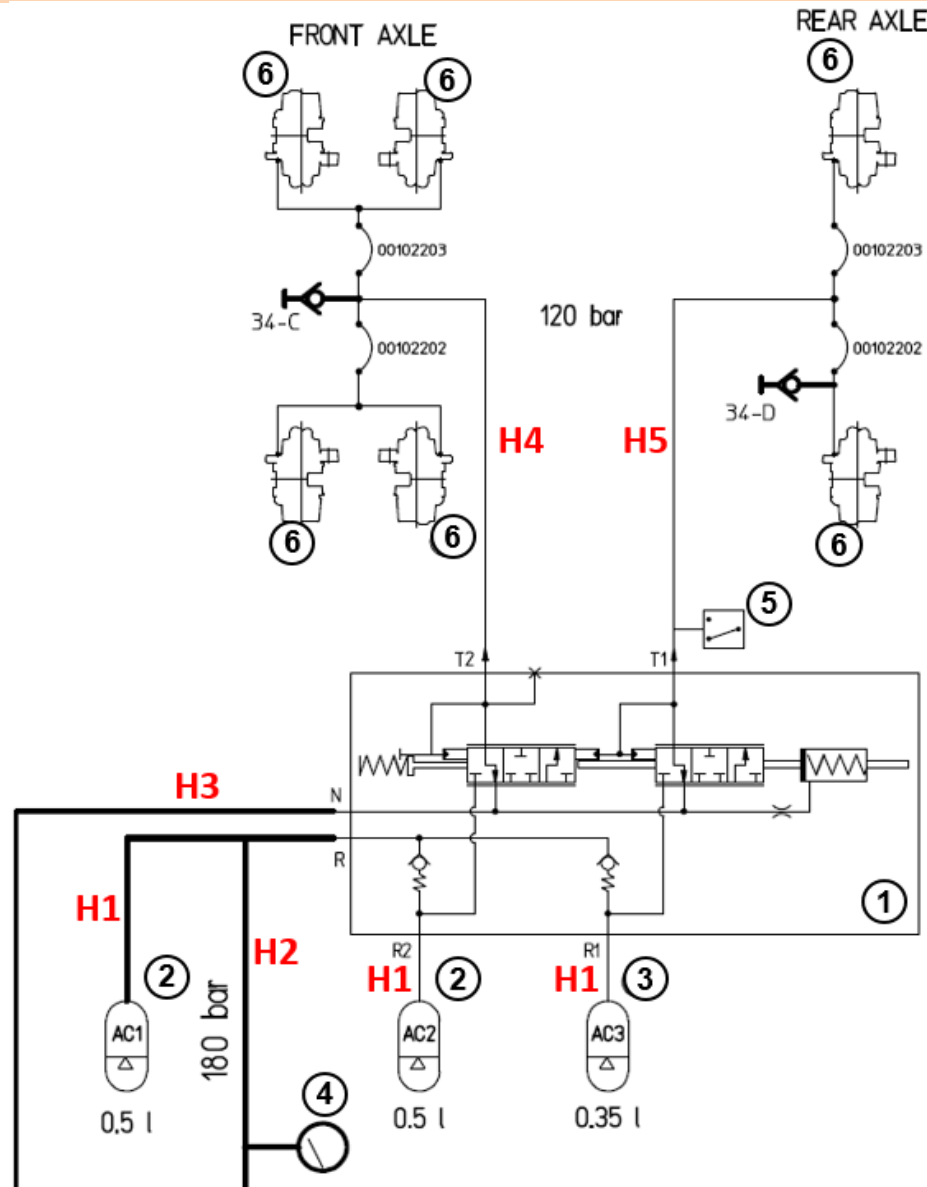 FRONT AXLE
REAR AXLE
6
6
6
00102203
00102203
34-C
120 bar
00102202
00102202
34-D
H4
H5
6
6
6
5
T2
T1
H3
N
R
1
H1
H2
R2
R1
2
H1
2
H1
3
180 bar
AC1
AC2
AC3
4
0.5 l
0.5 l
0.35 l